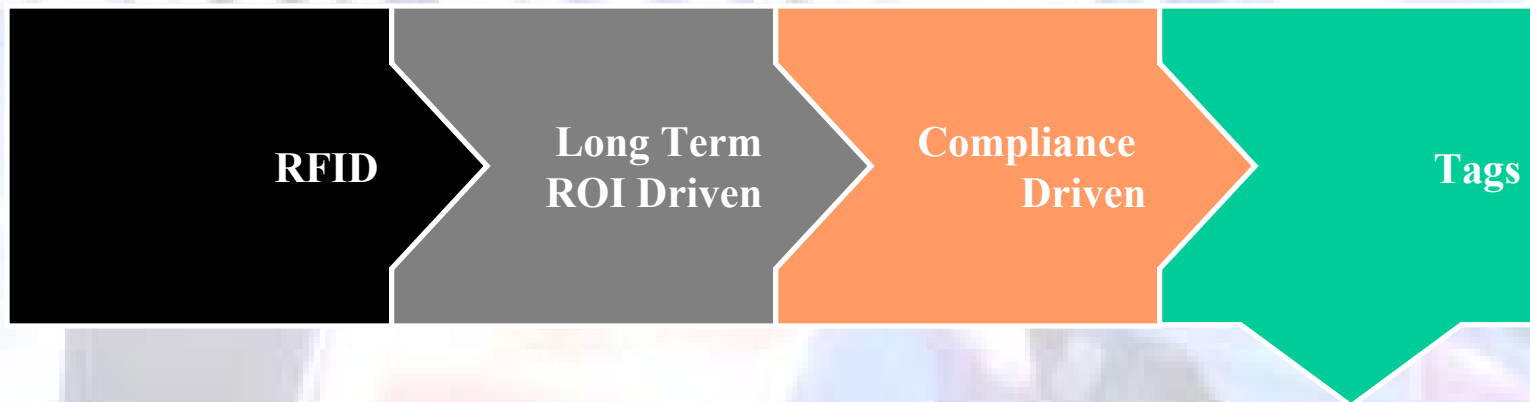 RFID
Long Term
ROI Driven
Compliance
Driven
Tags